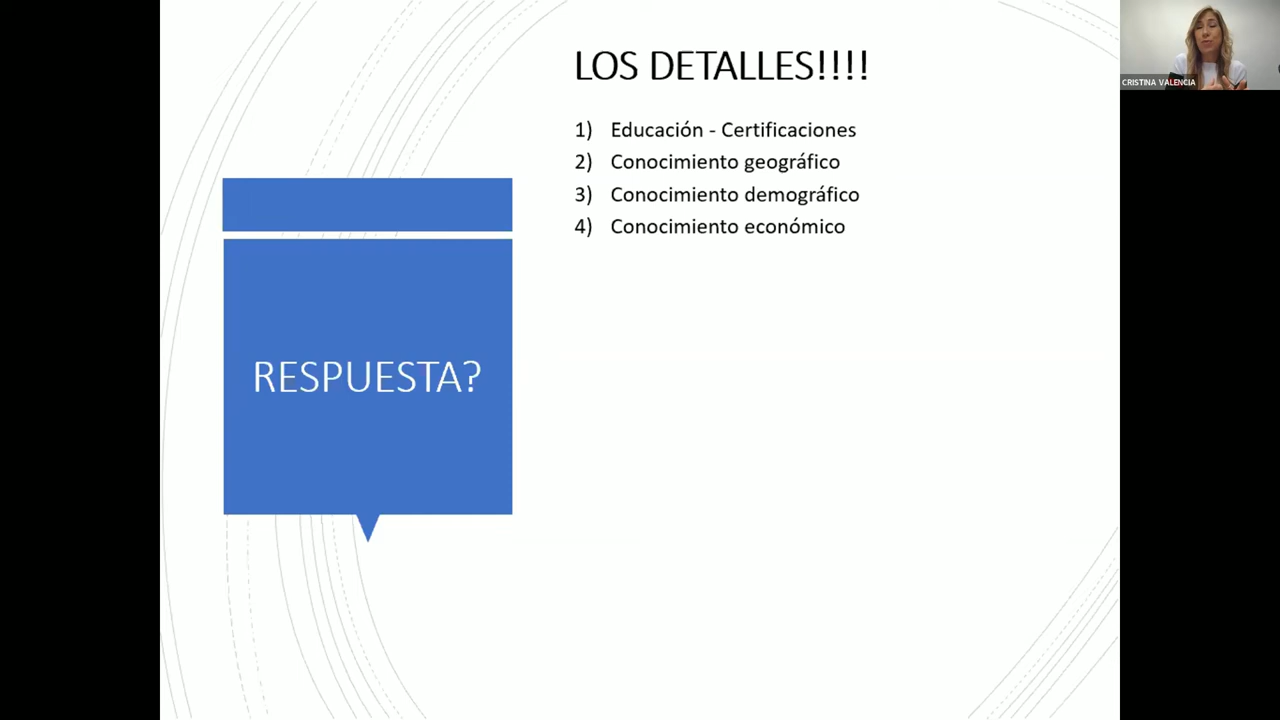 LOS DETALLES!!!!
1) Educación - Certificaciones
2) Conocimiento geográfico
3) Conocimiento demográfico
4) Conocimiento económico
RESPUESTA?
CRISTINA VALENCIA